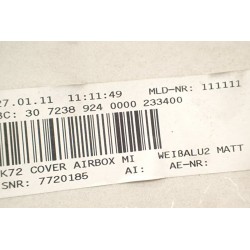 27.01.11 11:11:49 MLD-NR: 111111
BC: 30 7238 924 0000 233400
K72 COVER AIRBOX MI WEIßALU2 MATT
SNR: 7720185 AI: AE-NR: